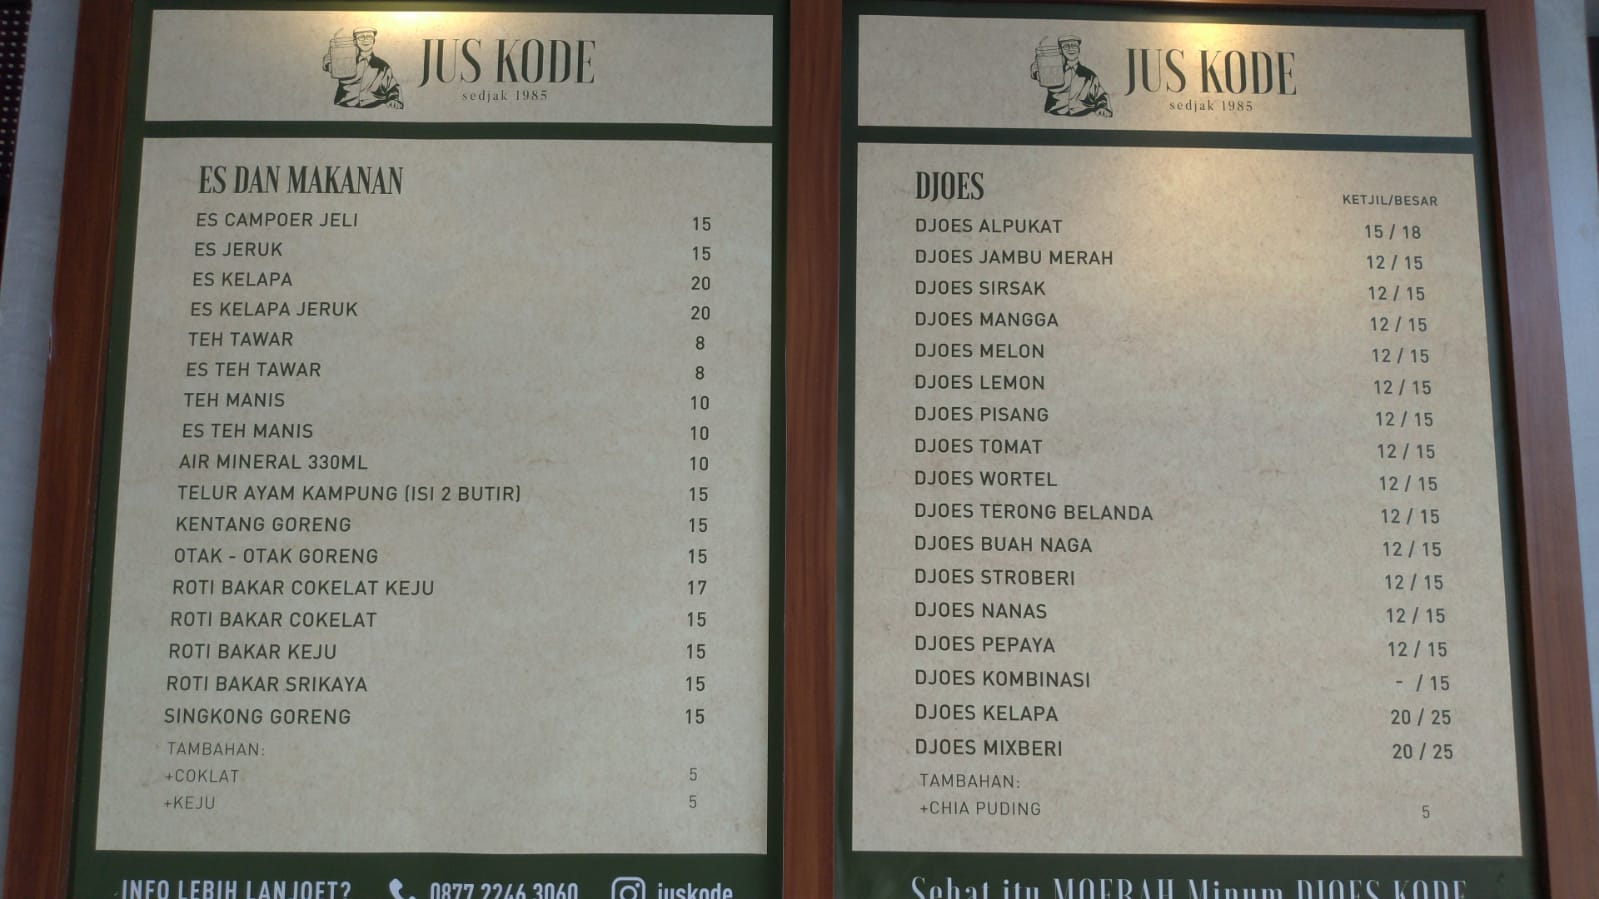 JUS KODE
sedjak 1985
ES DAN MAKANAN
ES CAMPOER JELI 15
ES JERUK 15
ES KELAPA 20
ES KELAPA JERUK 20
TEH TAWAR 8
ES TEH TAWAR 8
TEH MANIS 10
ES TEH MANIS 10
AIR MINERAL 330ML 10
TELUR AYAM KAMPUNG (ISI 2 BUTIR) 15
KENTANG GORENG 15
OTAK - OTAK GORENG 15
ROTI BAKAR COKELAT KEJU 17
ROTI BAKAR COKELAT 15
ROTI BAKAR KEJU 15
ROTI BAKAR SRIKAYA 15
SINGKONG GORENG 15
TAMBAHAN:
+COKLAT 5
+KEJU 5
INFO LEBIH LANJOET? 0877 2246 3060 juskode
JUS KODE
sedjak 1985
DJOES KETJIL/BESAR
DJOES ALPUKAT 15 / 18
DJOES JAMBU MERAH 12 / 15
DJOES SIRSAK 12 / 15
DJOES MANGGA 12 / 15
DJOES MELON 12 / 15
DJOES LEMON 12 / 15
DJOES PISANG 12 / 15
DJOES TOMAT 12 / 15
DJOES WORTEL 12 / 15
DJOES TERONG BELANDA 12 / 15
DJOES BUAH NAGA 12 / 15
DJOES STROBERI 12 / 15
DJOES NANAS 12 / 15
DJOES PEPAYA 12 / 15
DJOES KOMBINASI - / 15
DJOES KELAPA 20 / 25
DJOES MIXBERI 20 / 25
TAMBAHAN:
+CHIA PUDING 5
Sehat itu MOERAH Minum DJOES KODE